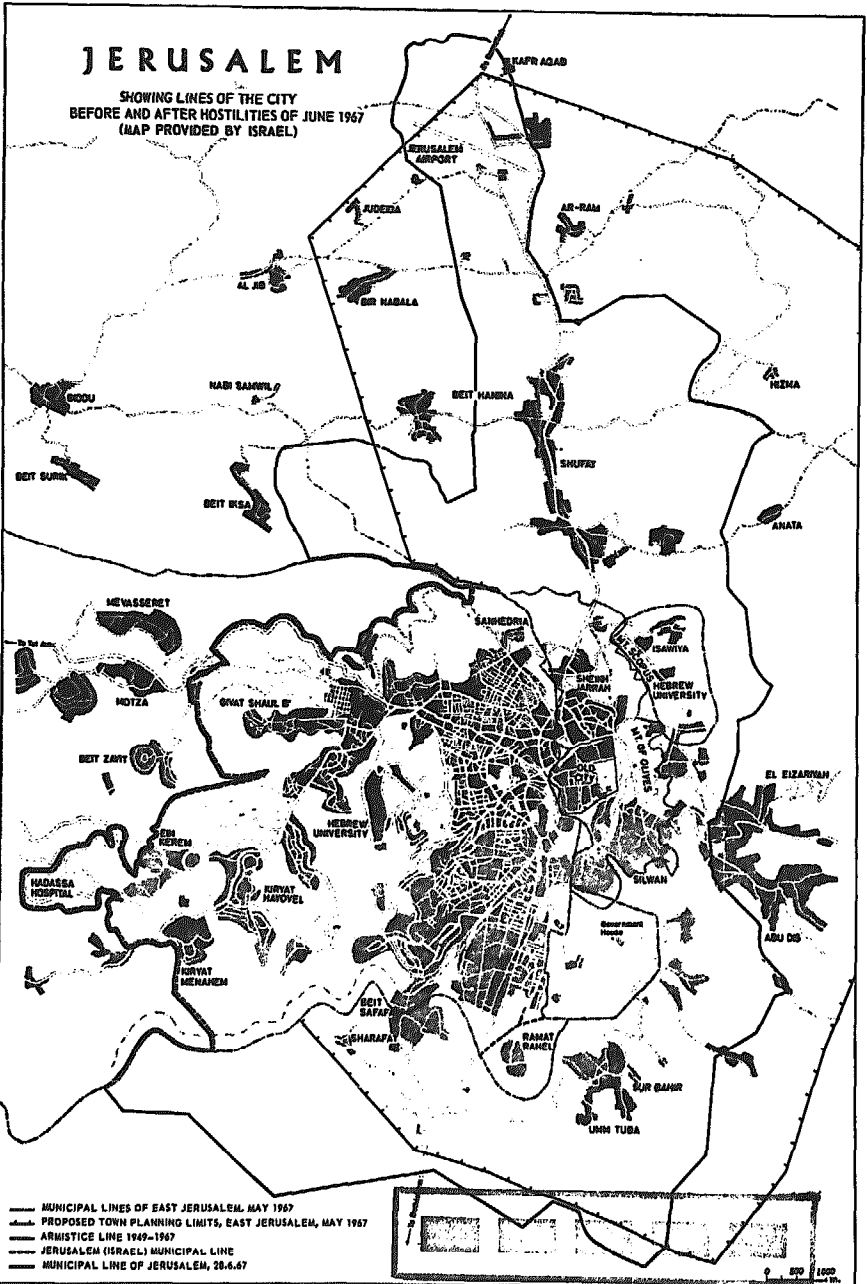 JERUSALEM
SHOWING LINES OF THE CITY
BEFORE AND AFTER HOSTILITIES OF JUNE 1967
(MAP PROVIDED BY ISRAEL)
KAFR AQAB
JERUSALEM
AIRPORT
JUDEIRA
AR-RAM
AL JIB
BIR NABALA
HIZMA
BIDDU
NABI SAMWIL
BEIT HANINA
SHUFAT
BEIT SURIK
BEIT IKSA
ANATA
MEVASSERET
SANHEDRIA
MT. SCOPUS
ISAWIYA
SHEIKH
JARRAH
HEBREW
UNIVERSITY
MOTZA
GIVAT SHAUL B'
MT OF OLIVES
BEIT ZAYIT
EL EIZARIYAH
HEBREW
UNIVERSITY
EIN
KEREM
HADASSA
HOSPITAL
KIRYAT
HAYOVEL
SILWAN
Government
House
ABU DIS
KIRYAT
MENAHEM
BEIT
SAFAFA
SHARAFAT
RAMAT
RAHEL
SUR BAHIR
UMM TUBA
MUNICIPAL LINES OF EAST JERUSALEM, MAY 1967
PROPOSED TOWN PLANNING LIMITS, EAST JERUSALEM, MAY 1967
ARMISTICE LINE 1949-1967
JERUSALEM (ISRAEL) MUNICIPAL LINE
MUNICIPAL LINE OF JERUSALEM, 28.6.67
0 500 1000